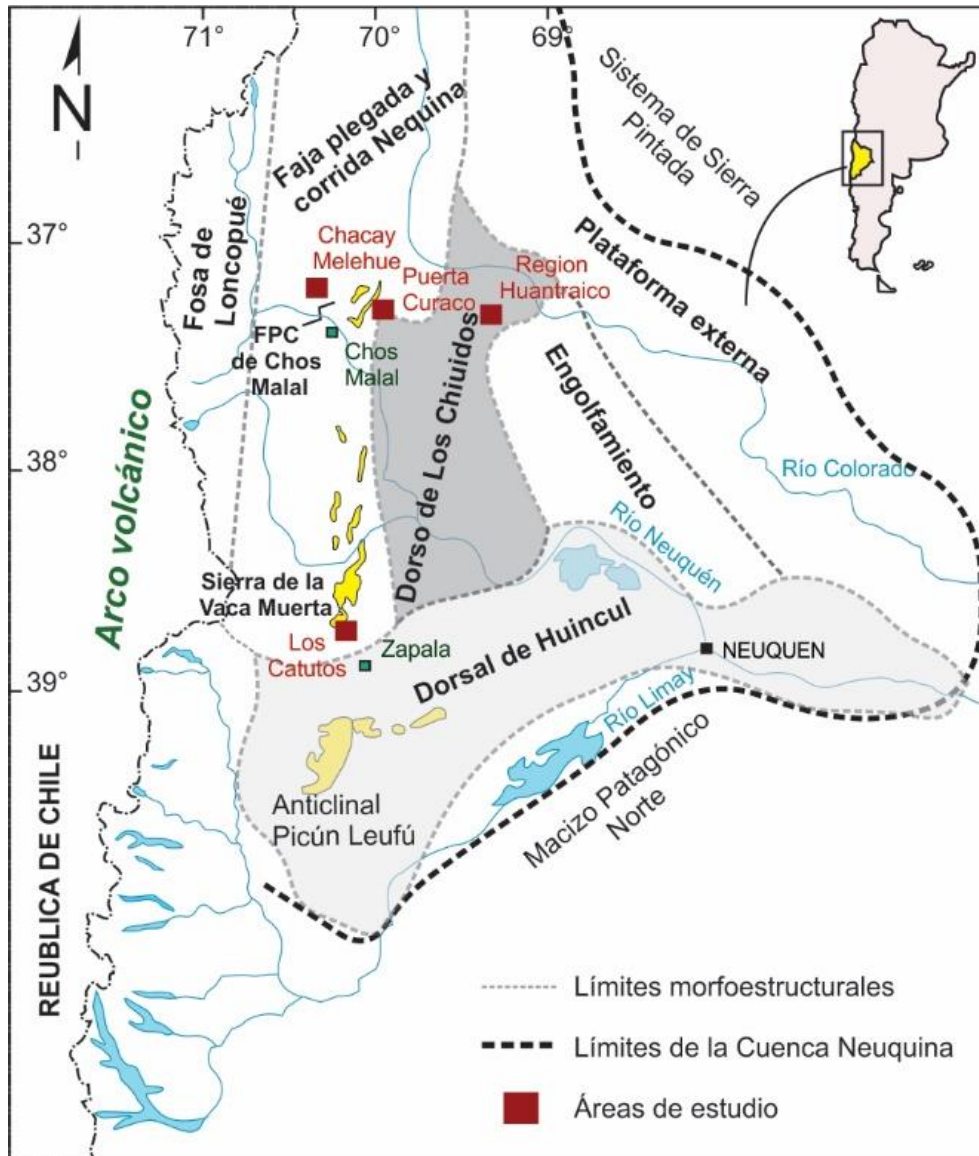 71°
70°
69°
N
Faja plegada y
corrida Nequina
Sistema de Sierra
Pintada
37°
Fosa de
Loncopué
Chacay
Melehue
Puerta
Curaco
Region
Huantraico
Plataforma externa
FPC
de Chos
Malal
Chos
Malal
Dorso de Los Chiuidos
Engolfamiento
38°
Arco volcánico
Río Colorado
Río Neuquén
Sierra de la
Vaca Muerta
Los
Catutos
Zapala
Dorsal de Huincul
NEUQUEN
39°
Río Limay
REUBLICA DE CHILE
Anticlinal
Picún Leufú
Macizo Patagónico
Norte
Límites morfoestructurales
Límites de la Cuenca Neuquina
Áreas de estudio